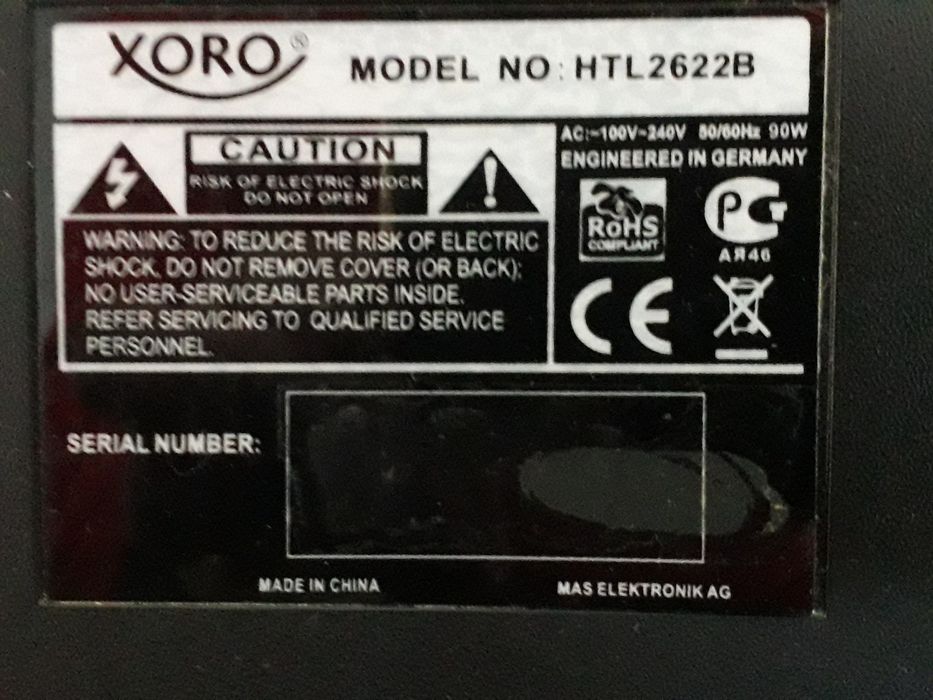 XORO®
MODEL NO: HTL2622B
CAUTION
RISK OF ELECTRIC SHOCK
DO NOT OPEN
WARNING: TO REDUCE THE RISK OF ELECTRIC
SHOCK, DO NOT REMOVE COVER (OR BACK);
NO USER-SERVICEABLE PARTS INSIDE.
REFER SERVICING TO QUALIFIED SERVICE
PERSONNEL.
AC:~100V-240V 50/60Hz 90W
ENGINEERED IN GERMANY
RoHS
COMPLIANT
РСТ
АЯ46
CE
SERIAL NUMBER:
MADE IN CHINA
MAS ELEKTRONIK AG